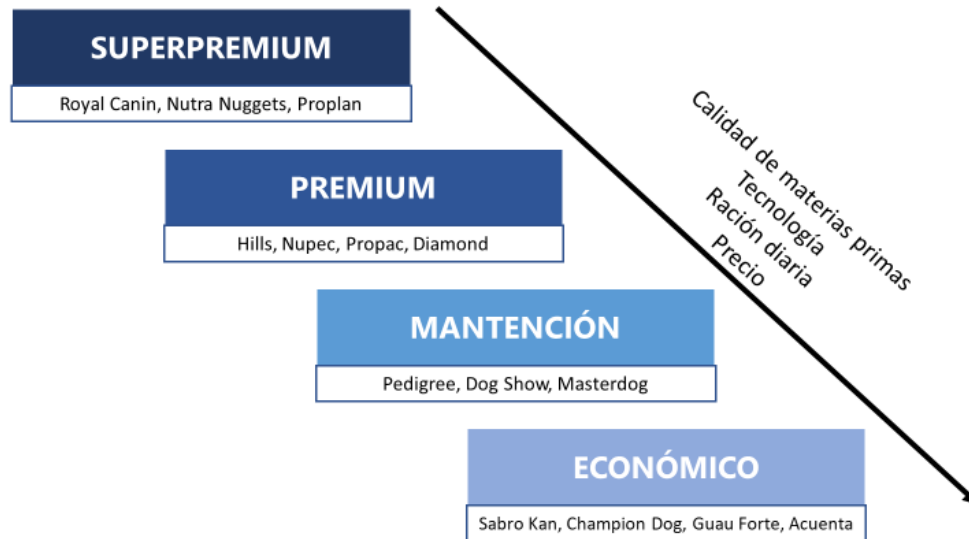 SUPERPREMIUM
Royal Canin, Nutra Nuggets, Proplan
PREMIUM
Hills, Nupec, Propac, Diamond
MANTENCIÓN
Pedigree, Dog Show, Masterdog
ECONÓMICO
Sabro Kan, Champion Dog, Guau Forte, Acuenta
Calidad de materias primas
Tecnología
Ración diaria
Precio